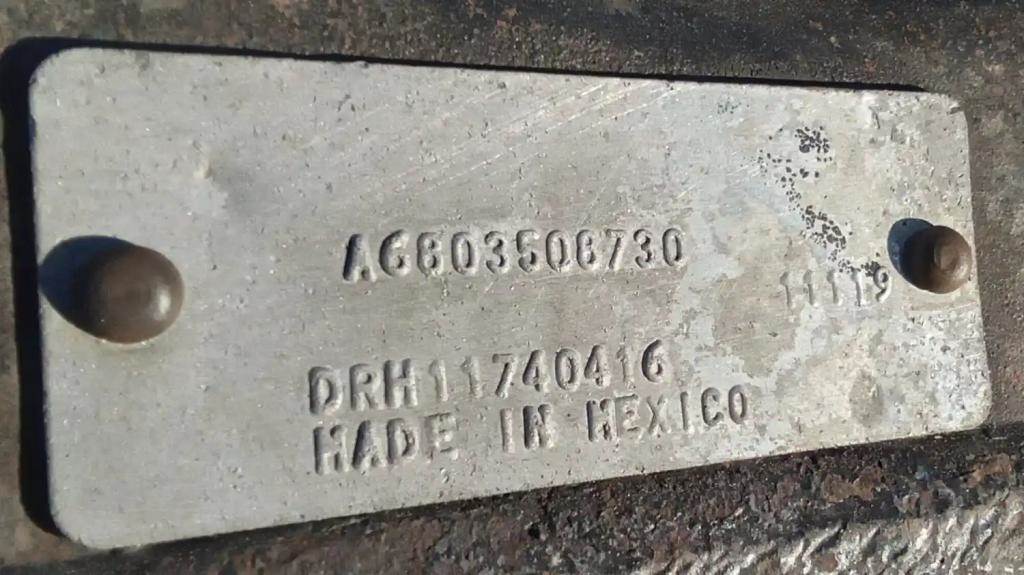 A6803508730
11119
DRH11740416
MADE IN MEXICO